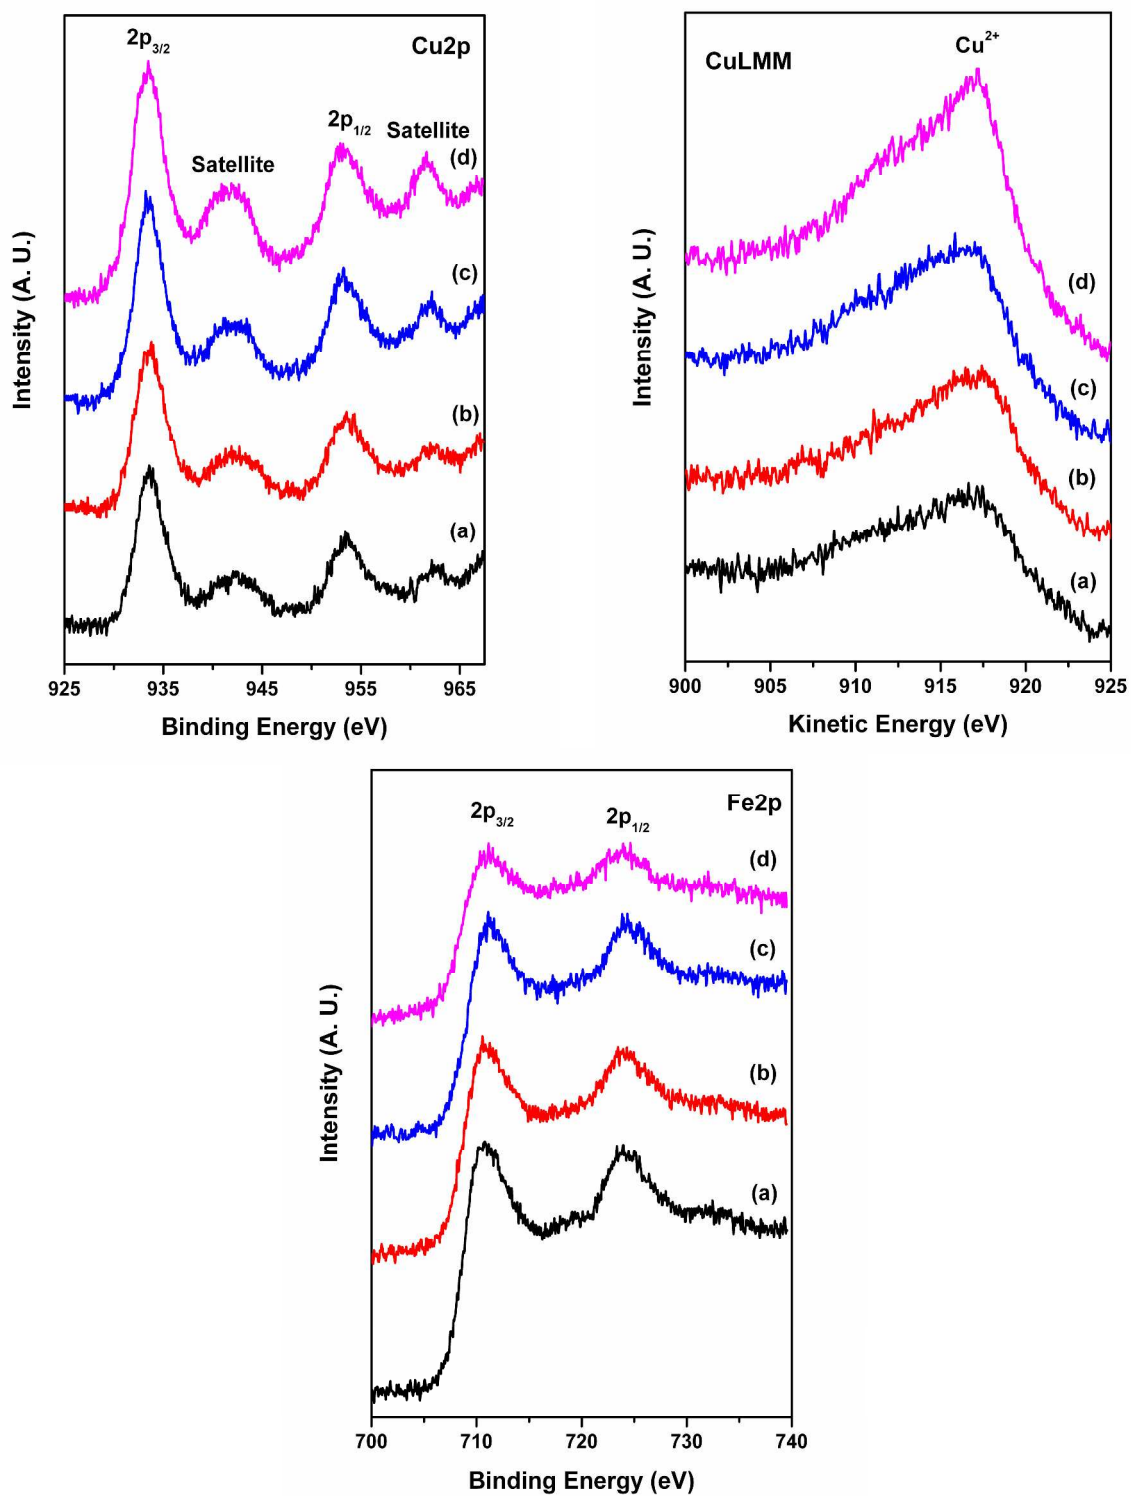 Cu2p
2p3/2
2p1/2
Satellite
Satellite
(d)
(c)
(b)
(a)
Intensity (A. U.)
925 935 945 955 965
Binding Energy (eV)
CuLMM
Cu2+
(d)
(c)
(b)
(a)
Intensity (A. U.)
900 905 910 915 920 925
Kinetic Energy (eV)
Fe2p
2p3/2
2p1/2
(d)
(c)
(b)
(a)
Intensity (A. U.)
700 710 720 730 740
Binding Energy (eV)